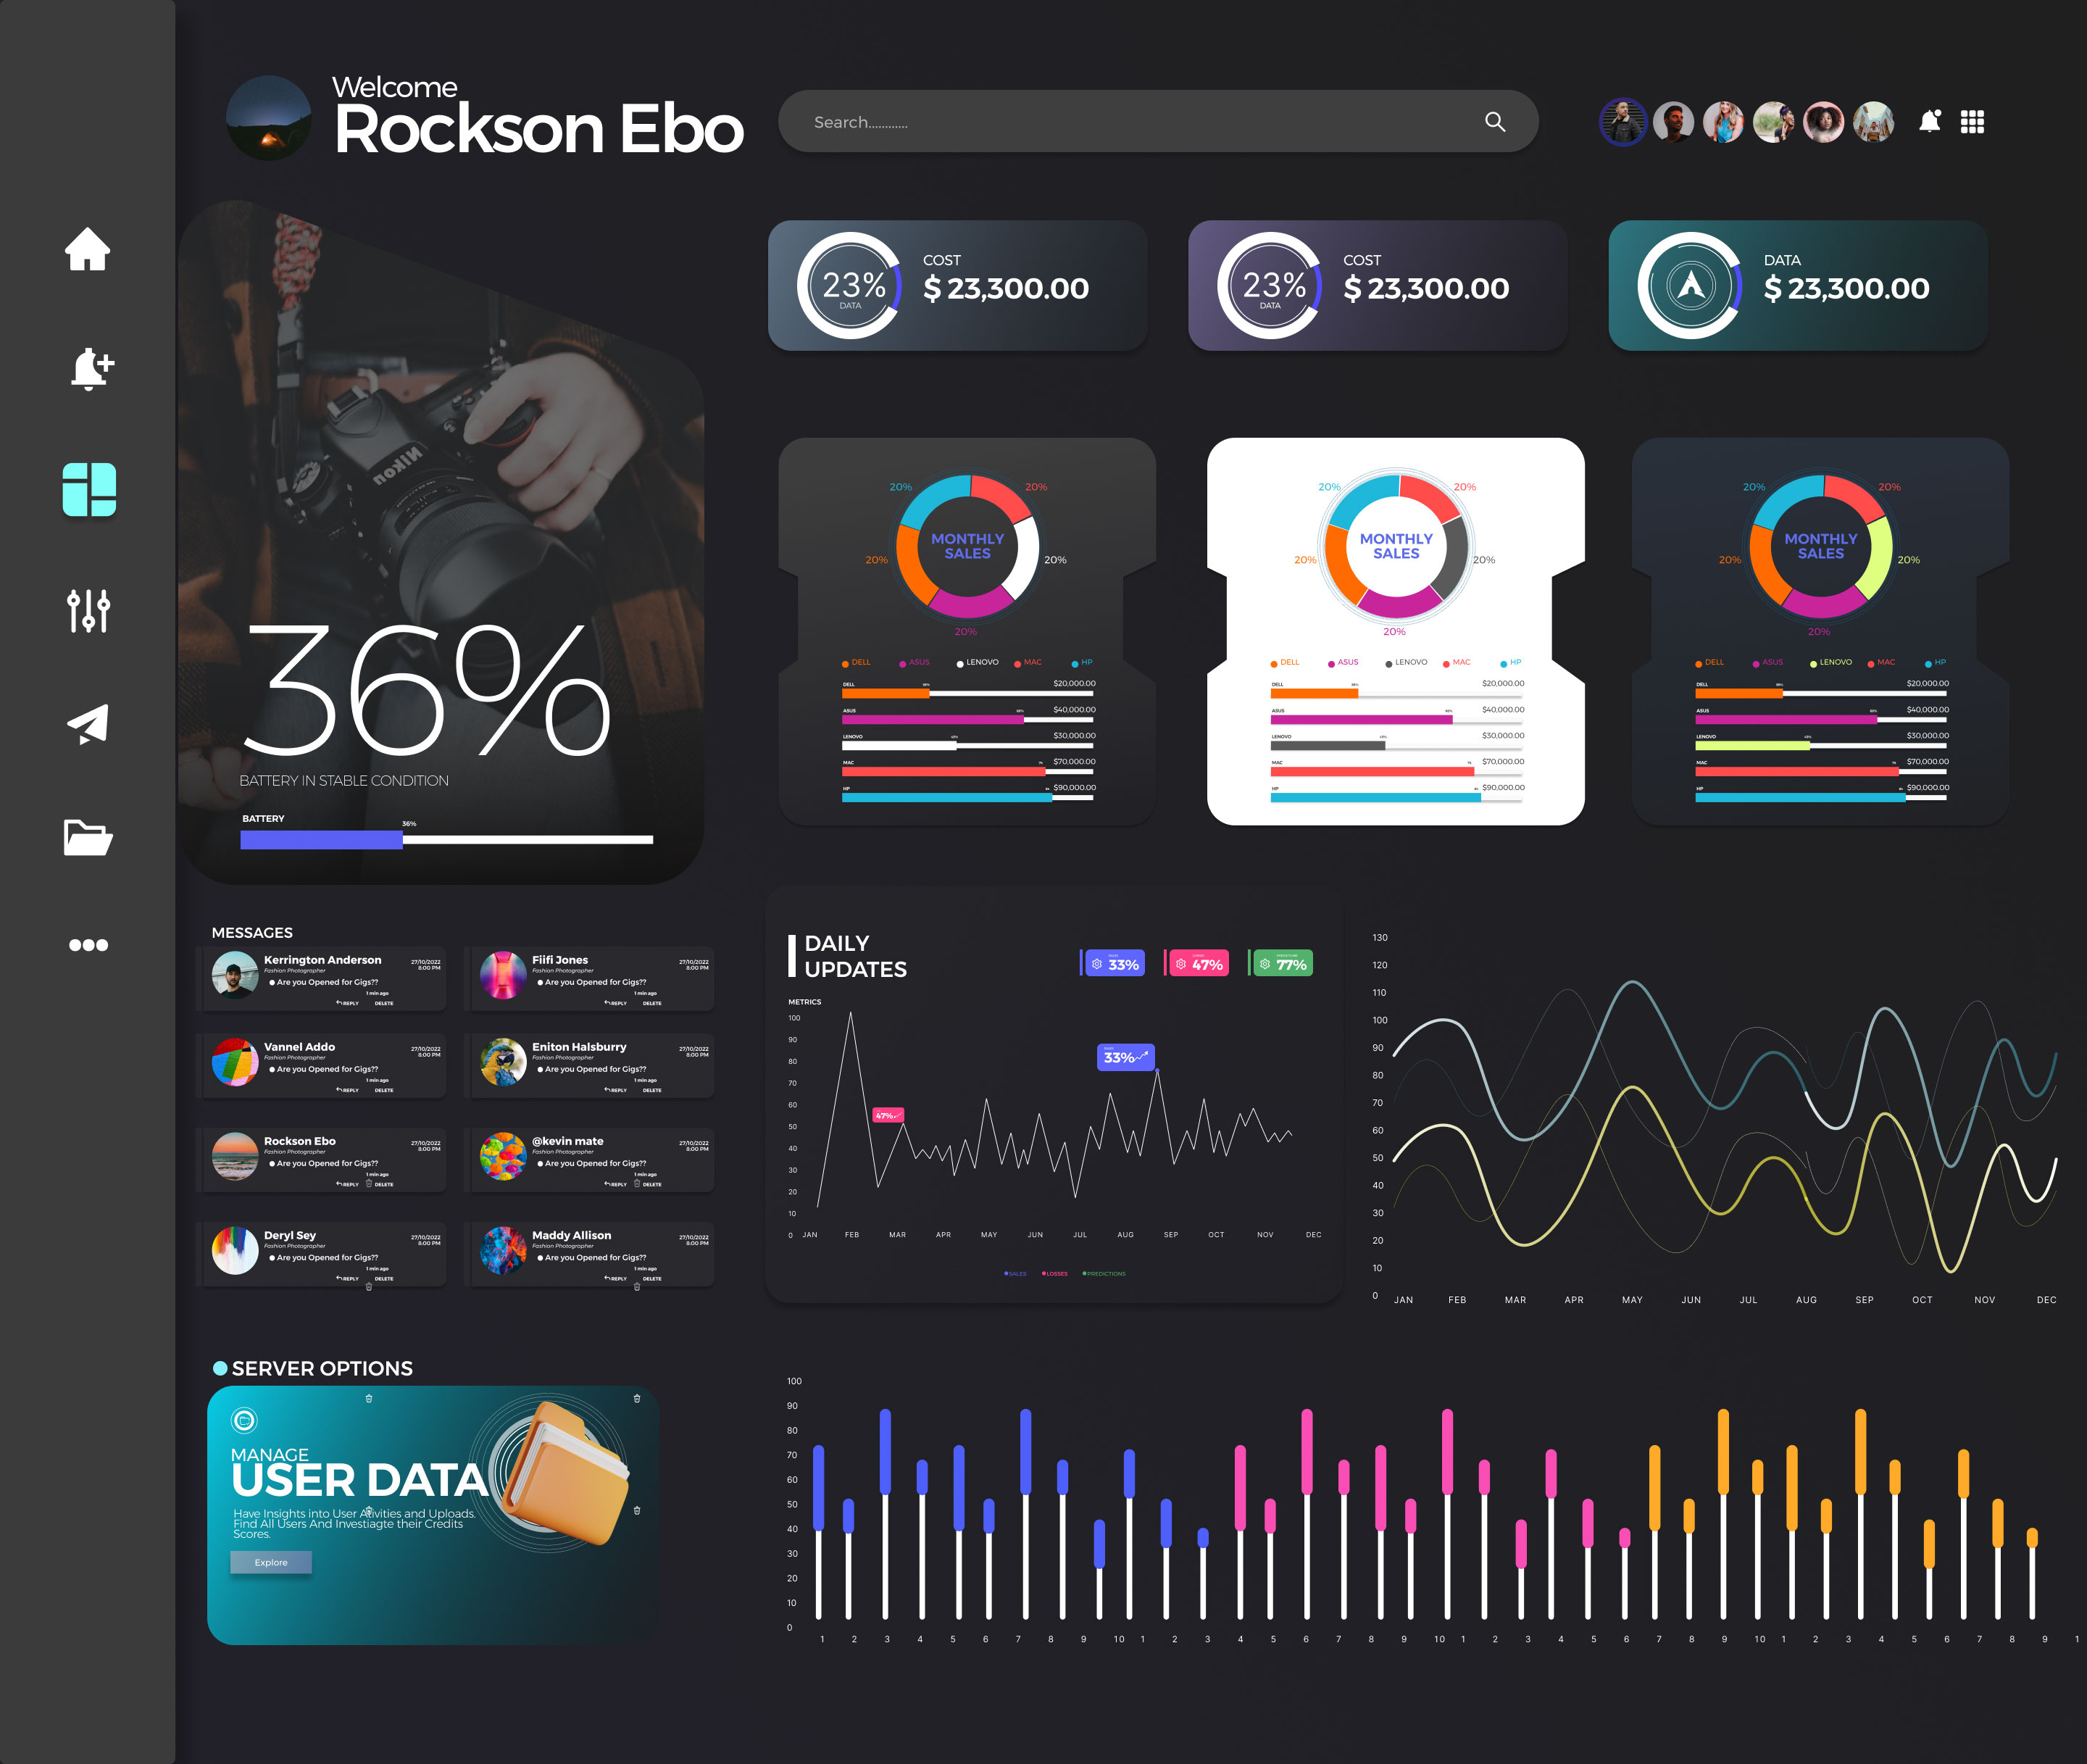 Welcome
Rockson Ebo
Search............
23%
DATA
COST
$ 23,300.00
23%
DATA
COST
$ 23,300.00
DATA
$ 23,300.00
Nikon
36%
BATTERY IN STABLE CONDITION
BATTERY
36%
20%
20%
20%
20%
20%
MONTHLY
SALES
DELL ASUS LENOVO MAC HP
DELL $20,000.00
ASUS $40,000.00
LENOVO $30,000.00
MAC $70,000.00
HP $90,000.00
20%
20%
20%
20%
20%
MONTHLY
SALES
DELL ASUS LENOVO MAC HP
DELL $20,000.00
ASUS $40,000.00
LENOVO $30,000.00
MAC $70,000.00
HP $90,000.00
20%
20%
20%
20%
20%
MONTHLY
SALES
DELL ASUS LENOVO MAC HP
DELL $20,000.00
ASUS $40,000.00
LENOVO $30,000.00
MAC $70,000.00
HP $90,000.00
MESSAGES
Kerrington Anderson
Fashion Photographer
27/10/2022
8:00 PM
Are you Opened for Gigs??
1 min ago
REPLY DELETE
Fiifi Jones
Fashion Photographer
27/10/2022
8:00 PM
Are you Opened for Gigs??
1 min ago
REPLY DELETE
Vannel Addo
Fashion Photographer
27/10/2022
8:00 PM
Are you Opened for Gigs??
1 min ago
REPLY DELETE
Eniton Halsburry
Fashion Photographer
27/10/2022
8:00 PM
Are you Opened for Gigs??
1 min ago
REPLY DELETE
Rockson Ebo
Fashion Photographer
27/10/2022
8:00 PM
Are you Opened for Gigs??
1 min ago
REPLY DELETE
@kevin mate
Fashion Photographer
27/10/2022
8:00 PM
Are you Opened for Gigs??
1 min ago
REPLY DELETE
Deryl Sey
Fashion Photographer
27/10/2022
8:00 PM
Are you Opened for Gigs??
1 min ago
REPLY DELETE
Maddy Allison
Fashion Photographer
27/10/2022
8:00 PM
Are you Opened for Gigs??
1 min ago
REPLY DELETE
DAILY
UPDATES
33%
47%
77%
METRICS
100
90
80
70
60
50
40
30
20
10
0
33%
47%
JAN FEB MAR APR MAY JUN JUL AUG SEP OCT NOV DEC
SALES LOSSES PREDICTIONS
130
120
110
100
90
80
70
60
50
40
30
20
10
0
JAN FEB MAR APR MAY JUN JUL AUG SEP OCT NOV DEC
SERVER OPTIONS
MANAGE
USER DATA
Have Insights into User Ativities and Uploads.
Find All Users And Investiagte their Credits
Scores.
Explore
100
90
80
70
60
50
40
30
20
10
0
1 2 3 4 5 6 7 8 9 10 1 2 3 4 5 6 7 8 9 10 1 2 3 4 5 6 7 8 9 10 1 2 3 4 5 6 7 8 9 1